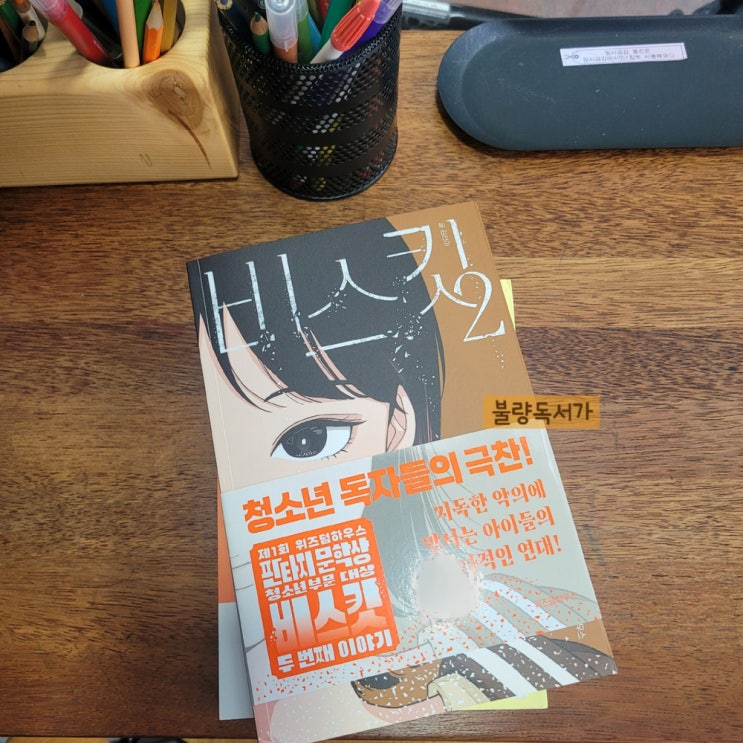 비스킷2
불량독서가
청소년 독자들의 극찬!
지독한 악의에
맞서는 아이들의
연대!
제1회 위즈덤하우스
판타지문학상
청소년부문 대상
비스킷
두 번째 이야기